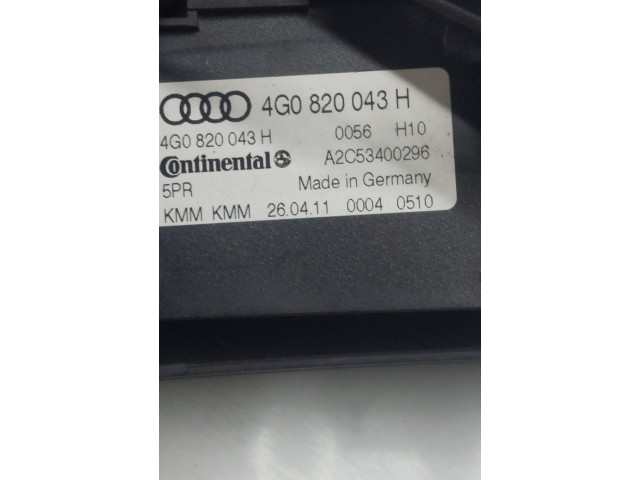 4G0 820 043 H
4G0 820 043 H 0056 H10
Continental A2C53400296
5PR Made in Germany
KMM KMM 26.04.11 0004 0510